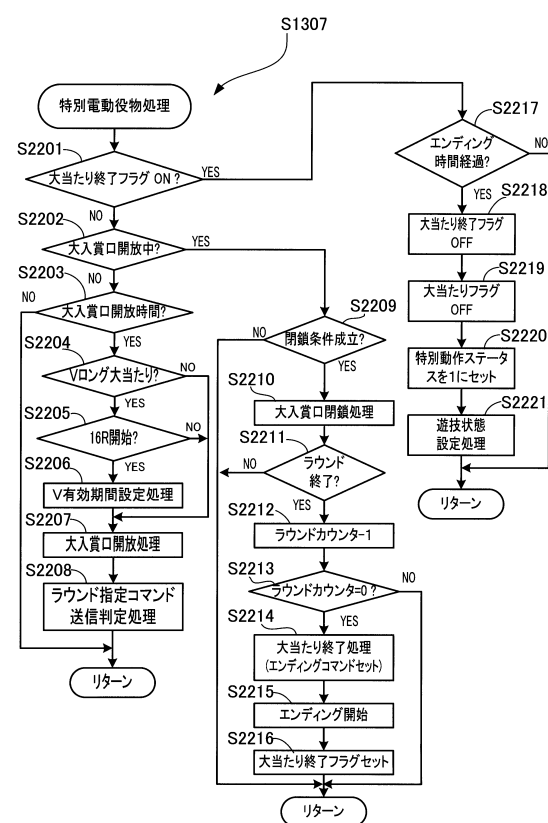 S1307
特別電動役物処理
S2201
大当たり終了フラグ ON?
YES
NO
S2202
大入賞口開放中?
YES
NO
S2203
NO
大入賞口開放時間?
YES
S2204
Vロング大当たり?
NO
YES
S2205
16R開始?
NO
YES
S2206
V有効期間設定処理
S2207
大入賞口開放処理
S2208
ラウンド指定コマンド
送信判定処理
リターン
S2209
NO
閉鎖条件成立?
YES
S2210
大入賞口閉鎖処理
S2211
NO
ラウンド
終了?
YES
S2212
ラウンドカウンタ-1
S2213
ラウンドカウンタ=0?
NO
YES
S2214
大当たり終了処理
(エンディングコマンドセット)
S2215
エンディング開始
S2216
大当たり終了フラグセット
リターン
S2217
エンディング
時間経過?
NO
YES
S2218
大当たり終了フラグ
OFF
S2219
大当たりフラグ
OFF
S2220
特別動作ステータ
スを1にセット
S2221
遊技状態
設定処理
リターン